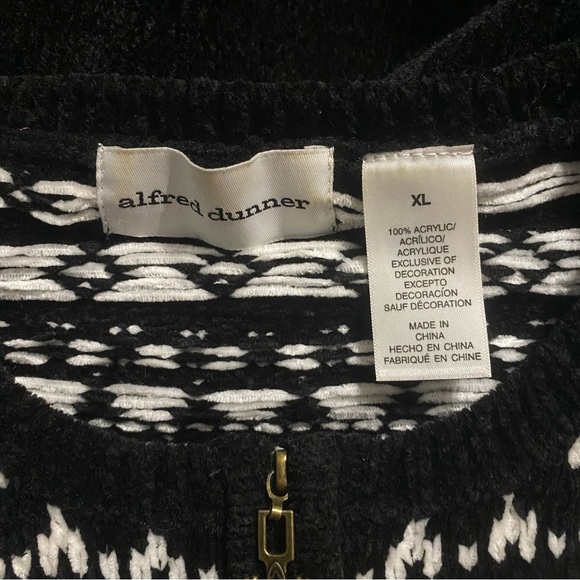 alfred dunner
XL
100% ACRYLIC/
ACRÍLICO/
ACRYLIQUE
EXCLUSIVE OF
DECORATION
EXCEPTO
DECORACIÓN
SAUF DÉCORATION
MADE IN
CHINA
HECHO EN CHINA
FABRIQUÉ EN CHINE